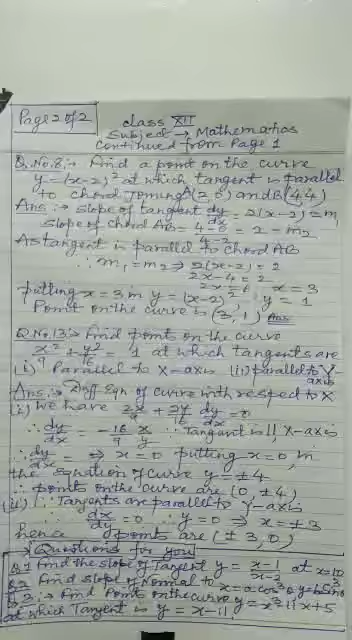 Page 2 of 2
class XII
Subject → Mathematics
Continued from Page 1
Q.No.8:→ Find a point on the curve
y = (x-2)² at which tangent is parallel
to chord Joining A(2,0) and B(4,4)
Ans:→ slope of tangent dy/dx = 2(x-2) = m₁
slope of chord AB = 4-0/4-2 = 2 = m₂
As tangent is parallel to chord AB
∴ m₁ = m₂ ⇒ 2(x-2) = 2
2x-4 = 2
2x = 6, x = 3
putting x = 3 in y = (x-2)², y = 1
Point on the curve is (3,1) Ans
Q.No.13:→ Find point on the curve
x²/9 + y²/16 = 1 at which tangents are
(i) Parallel to X-axis (ii) parallel to Y-axis
Ans:→ Diff Eqn of curve with respect to X
(i) We have 2x/9 + 2y/16 dy/dx = 0
∴ dy/dx = -16/9 x/y ∵ Tangent is || X-axis
∴ dy/dx = ⇒ x = 0 putting x = 0 in
the equation of curve y = ±4
∴ points on the curve are (0, ±4)
(ii) ∵ Tangents are parallel to Y-axis
∴ dx/dy = 0 ∴ y = 0 ⇒ x = ±3
hence points are (±3, 0)
→ Questions for you
Q.1 Find the slope of Tangent y = x-1/x-2 at x=10
Q.2 Find slope of Normal to x = a cos³θ y = b sin³θ
Q.3:→ Find Point on the curve y = x³-11x+5
at which Tangent is y = x-11